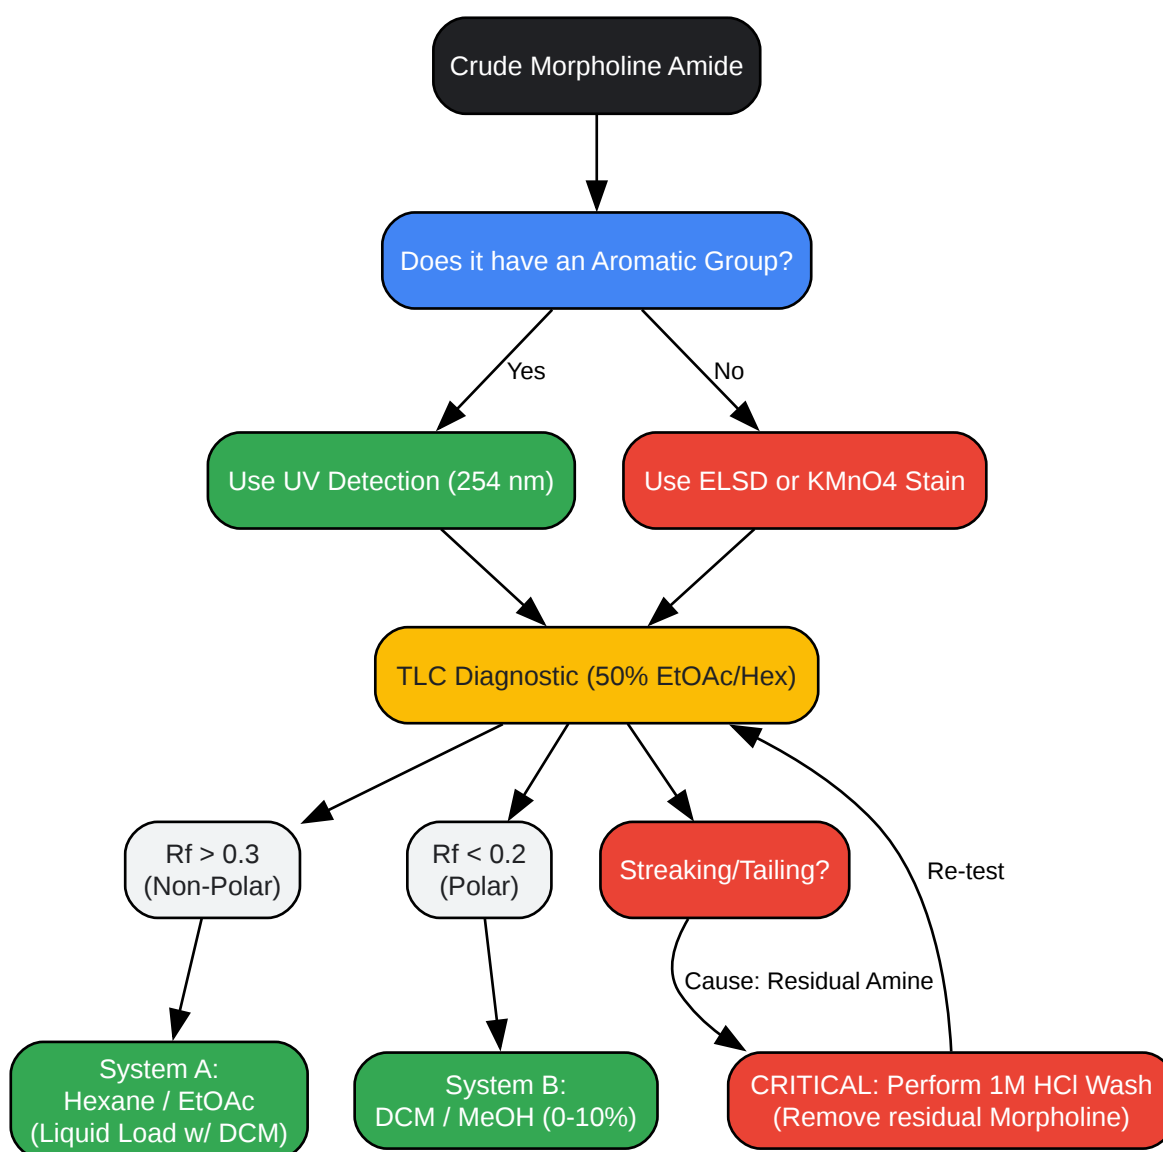 Crude Morpholine Amide
Does it have an Aromatic Group?
Yes
No
Use UV Detection (254 nm)
Use ELSD or KMnO4 Stain
TLC Diagnostic (50% EtOAc/Hex)
Rf > 0.3
(Non-Polar)
Rf < 0.2
(Polar)
Streaking/Tailing?
Re-test
Cause: Residual Amine
System A:
Hexane / EtOAc
(Liquid Load w/ DCM)
System B:
DCM / MeOH (0-10%)
CRITICAL: Perform 1M HCl Wash
(Remove residual Morpholine)